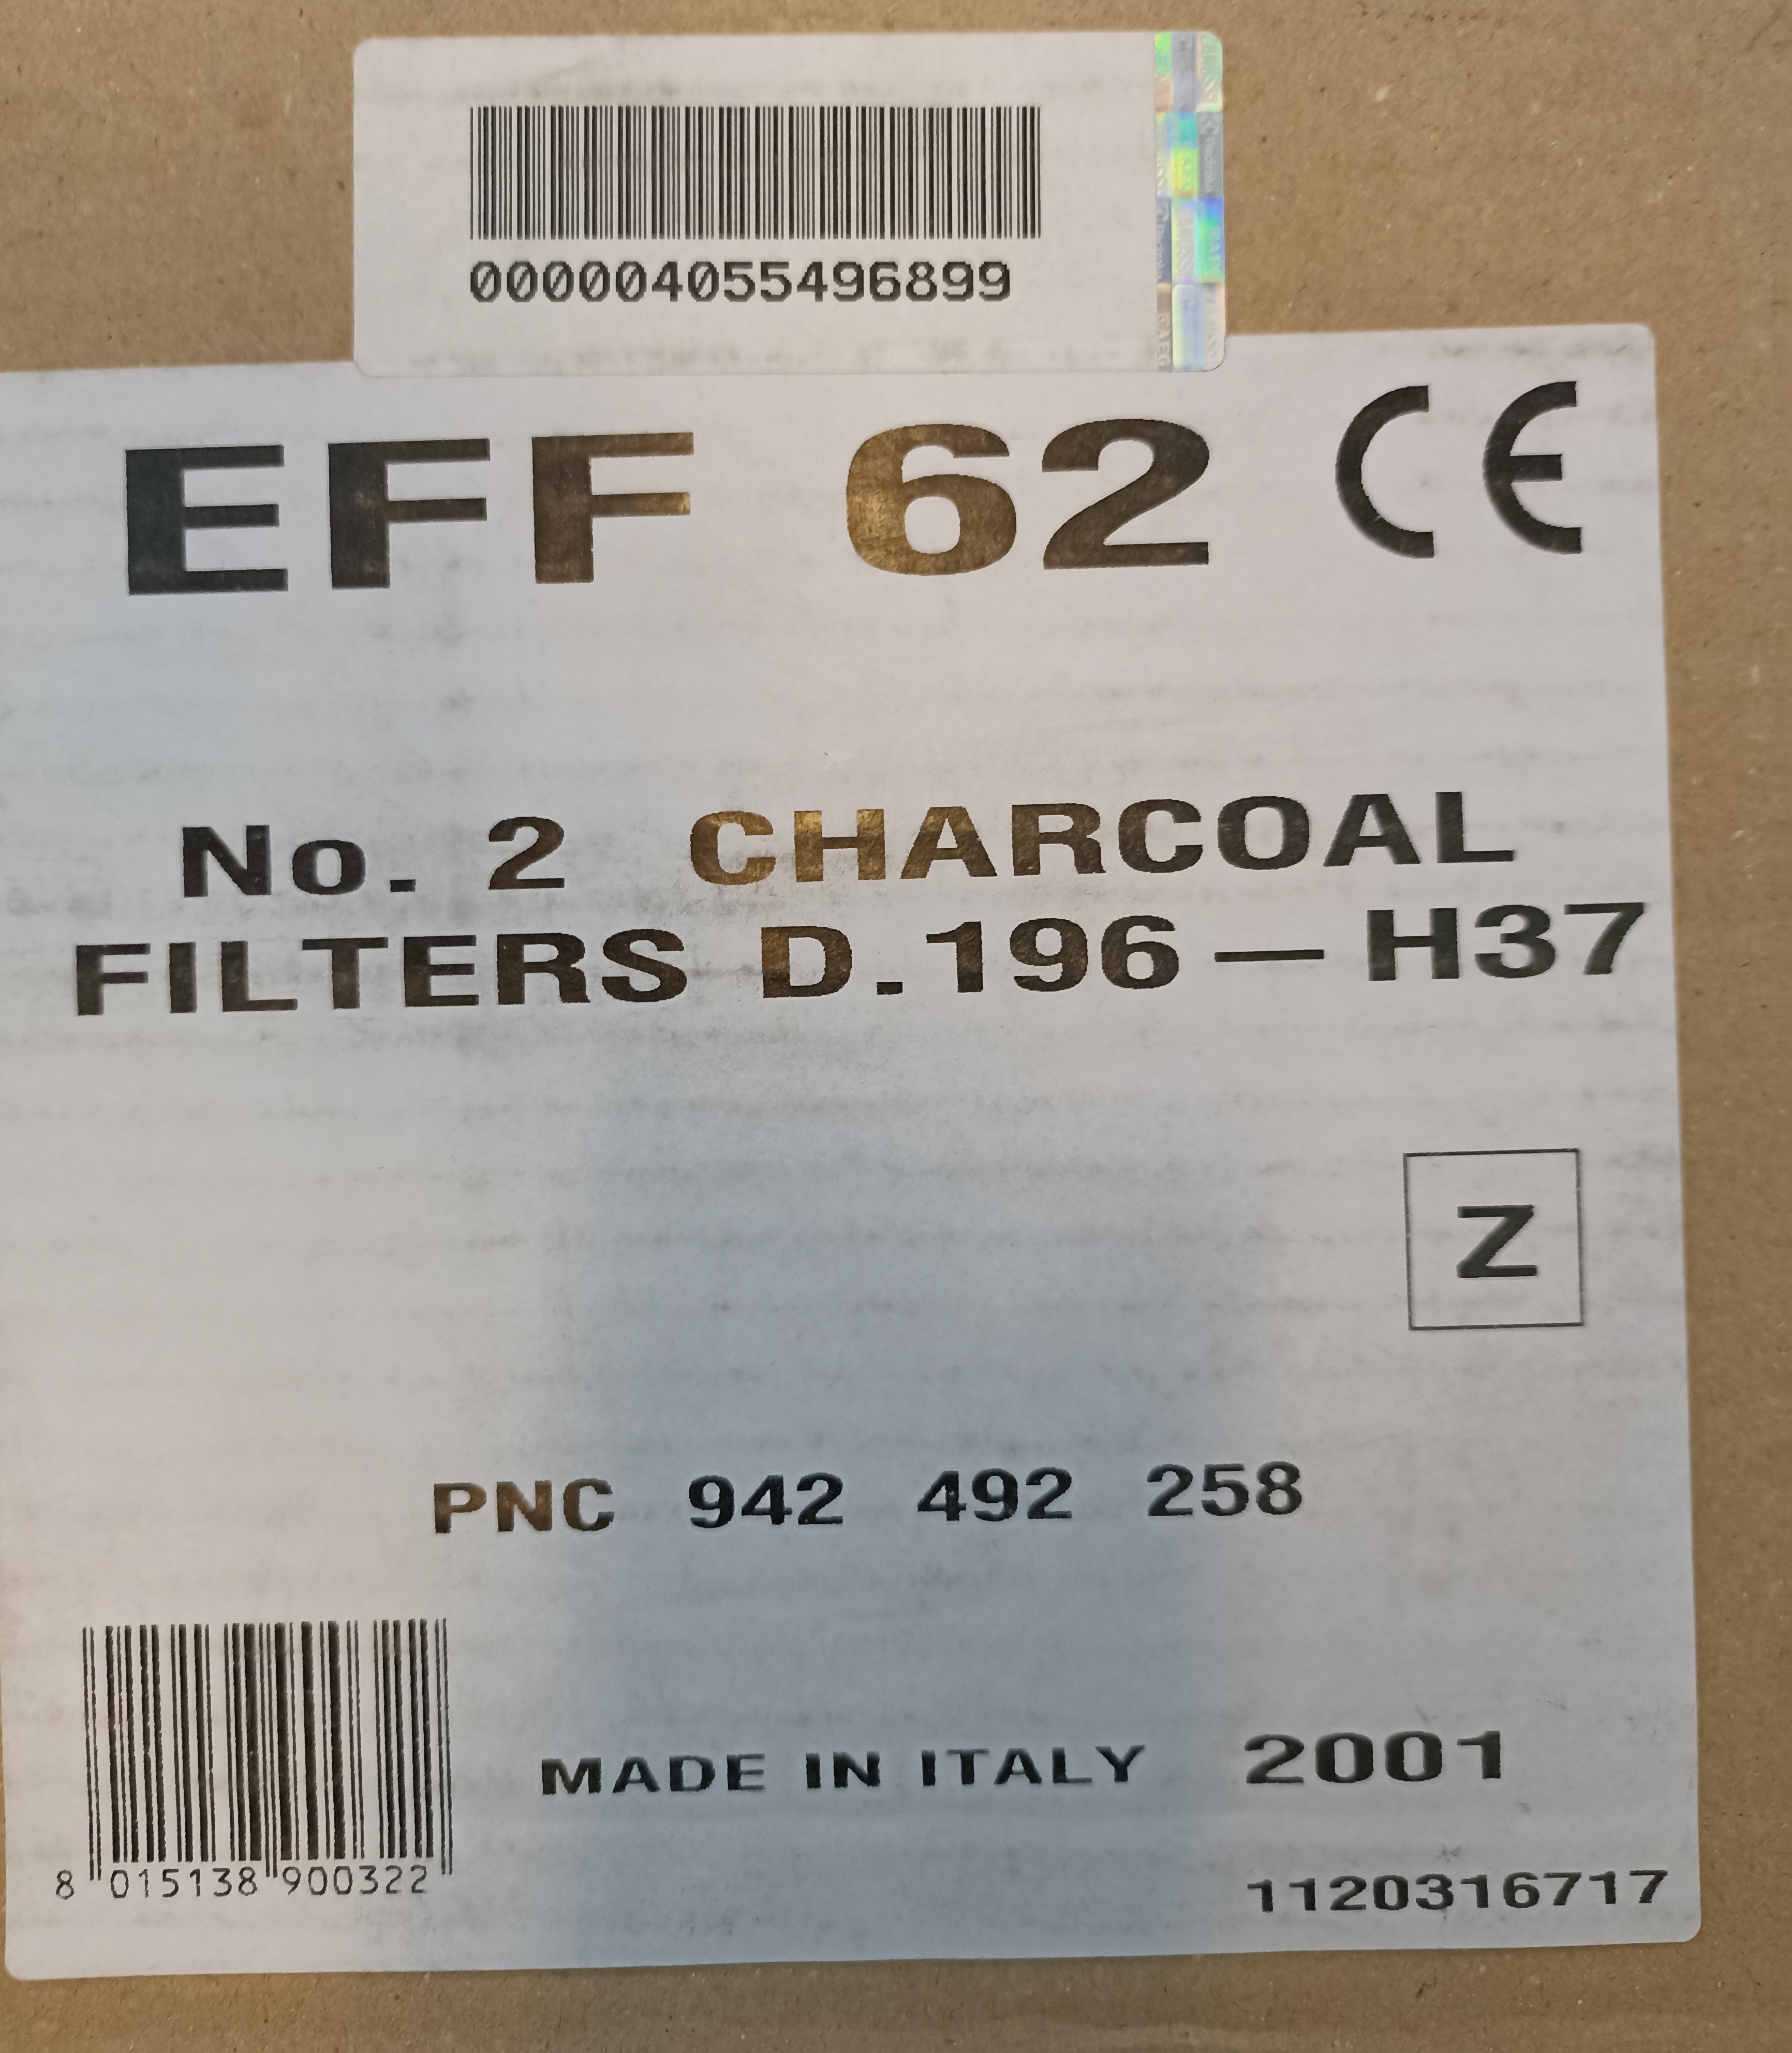 000004055496899
EFF 62 CE
No. 2 CHARCOAL
FILTERS D.196-H37
Z
PNC 942 492 258
MADE IN ITALY 2001
8 015138 900322
1120316717